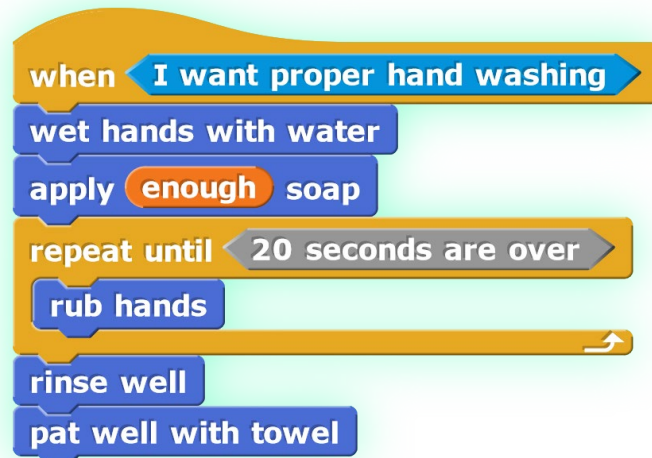 when I want proper hand washing
wet hands with water
apply enough soap
repeat until 20 seconds are over
rub hands
rinse well
pat well with towel